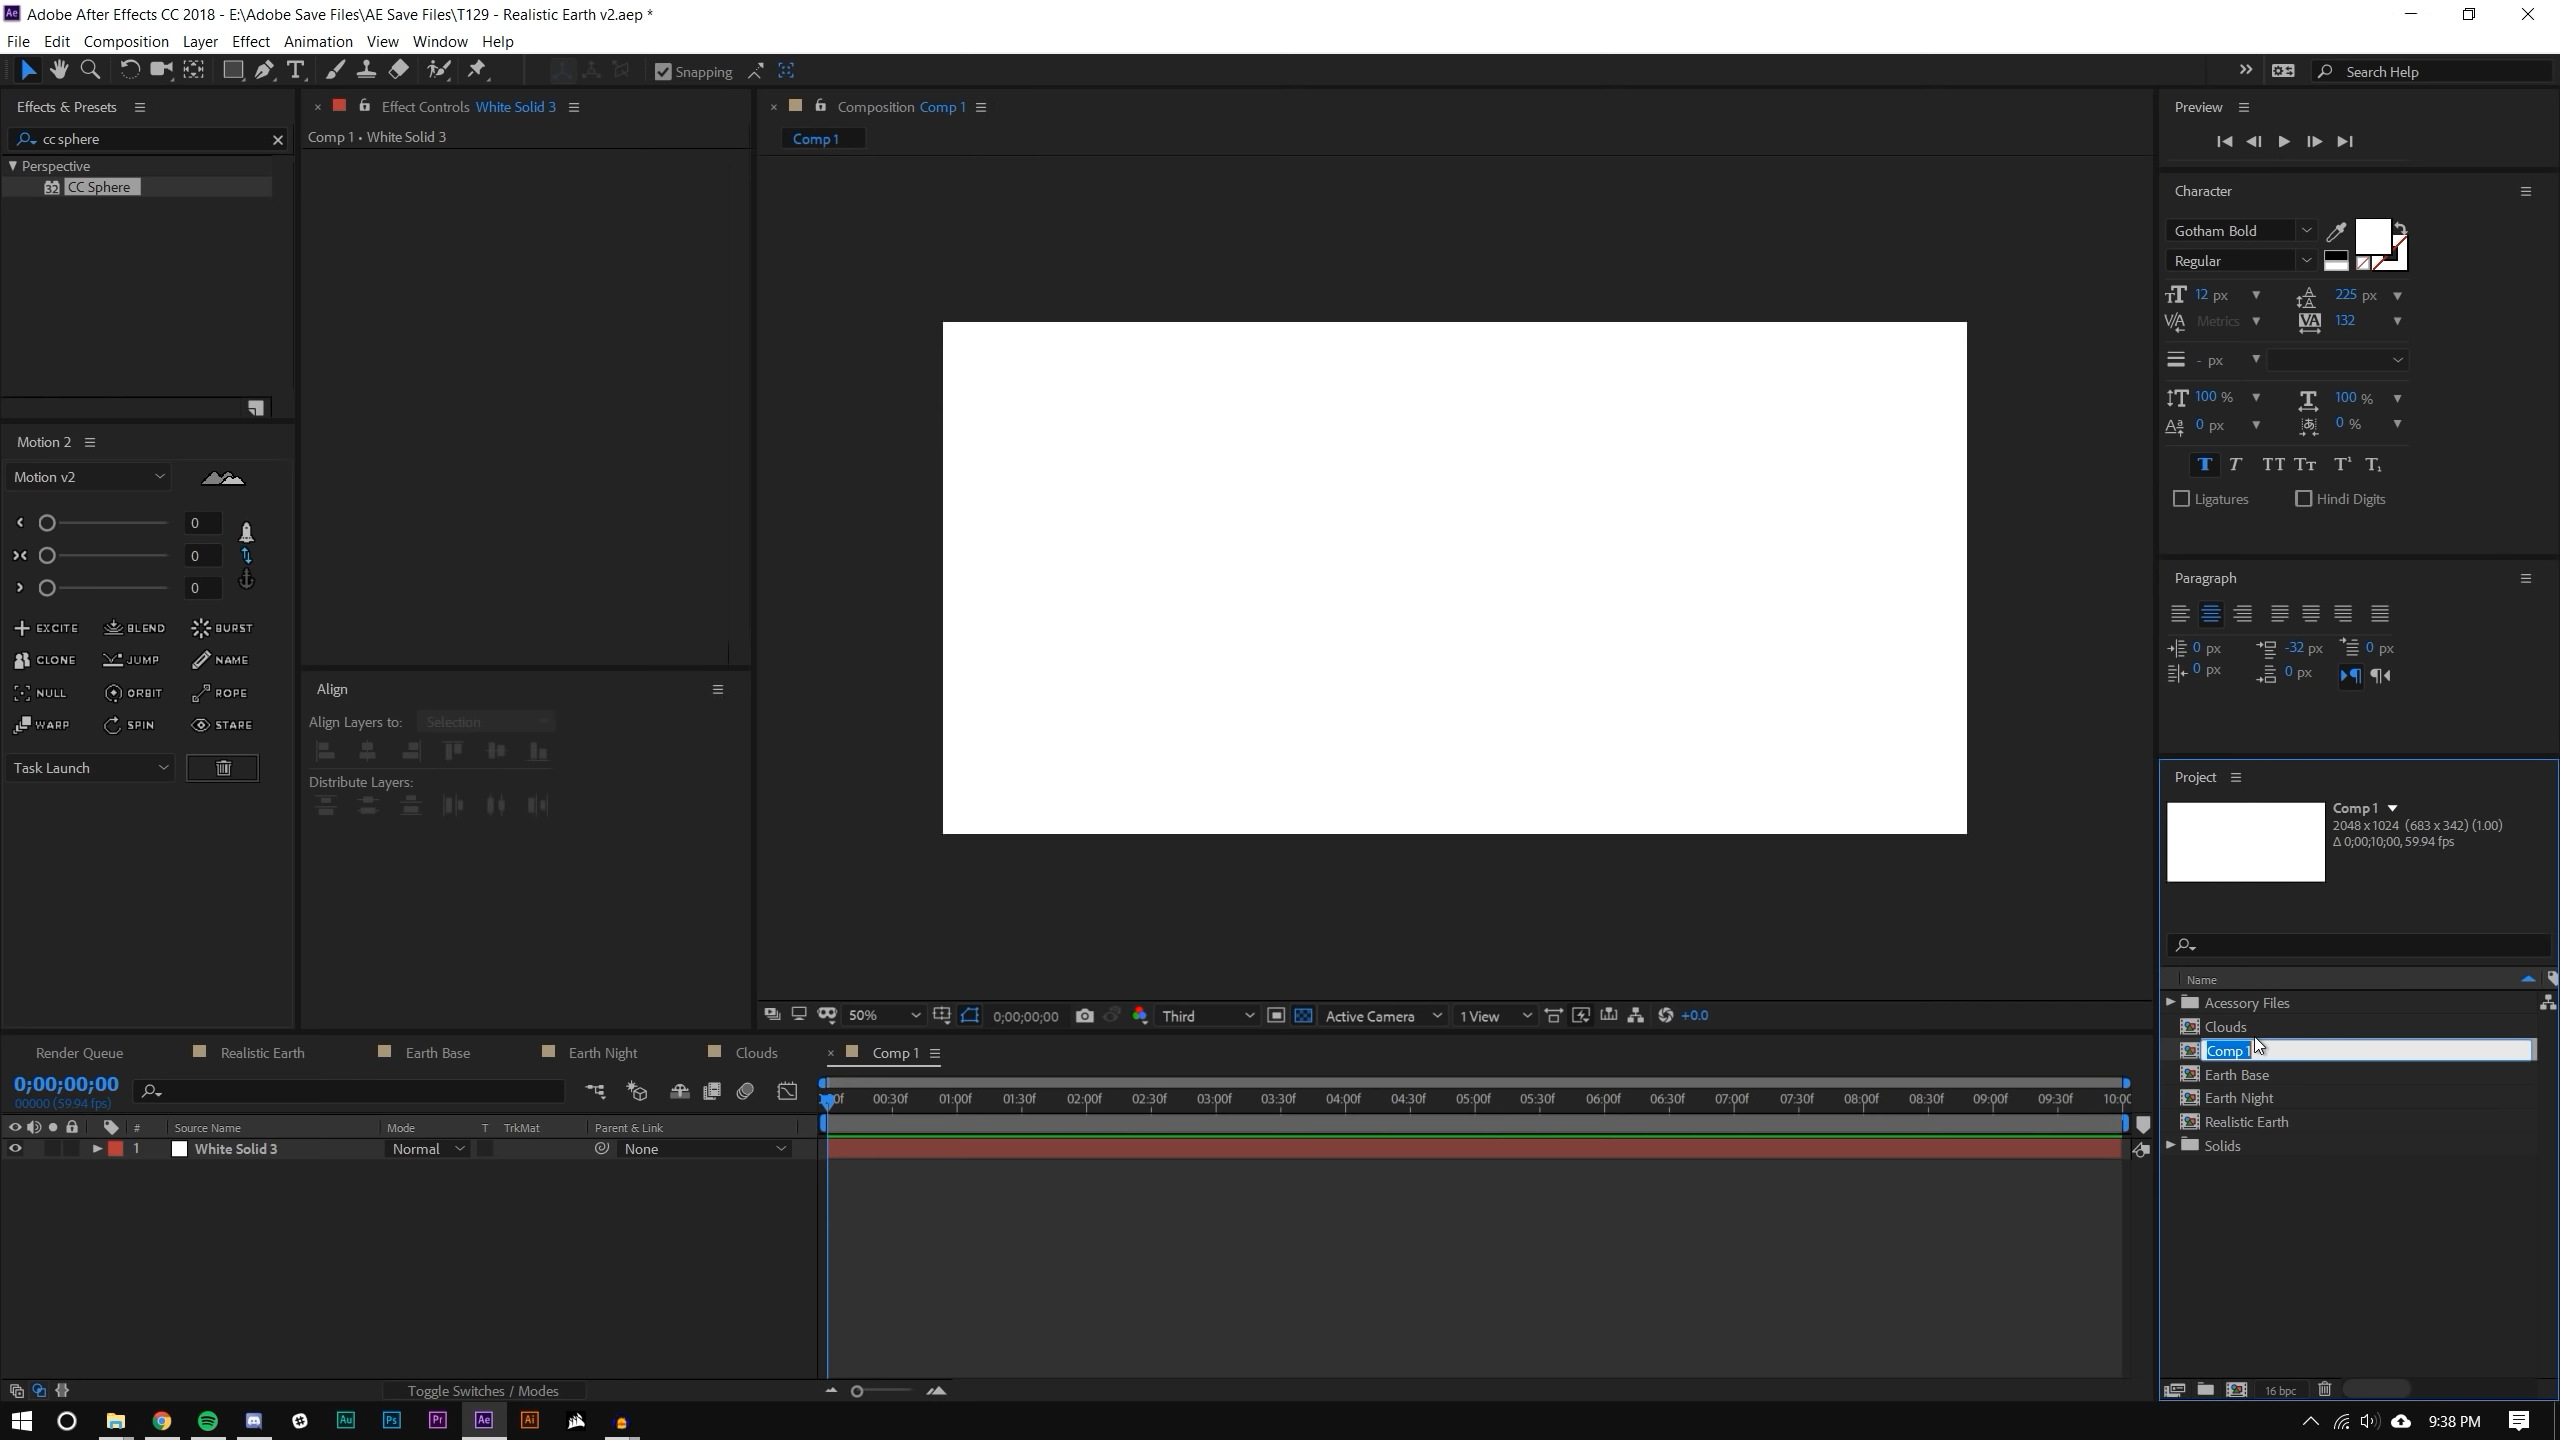 Adobe After Effects CC 2018 - E:\Adobe Save Files\AE Save Files\T129 - Realistic Earth v2.aep *
File Edit Composition Layer Effect Animation View Window Help
Snapping
Search Help
Effects & Presets
cc sphere
Perspective
32 CC Sphere
Motion 2
Motion v2
0
0
0
EXCITE BLEND BURST
CLONE JUMP NAME
NULL ORBIT ROPE
WARP SPIN STARE
Task Launch
Effect Controls White Solid 3
Comp 1 • White Solid 3
Align
Align Layers to: Selection
Distribute Layers:
Composition Comp 1
Comp 1
50% 0;00;00;00 Third Active Camera 1 View +0.0
Preview
Character
Gotham Bold
Regular
12 px 225 px
Metrics 132
- px
100 % 100 %
0 px 0 %
Ligatures Hindi Digits
Paragraph
0 px -32 px 0 px
0 px 0 px
Project
Comp 1
2048 x 1024 (683 x 342) (1.00)
Δ 0;00;10;00, 59.94 fps
Name
Acessory Files
Clouds
Comp 1
Earth Base
Earth Night
Realistic Earth
Solids
16 bpc
Render Queue Realistic Earth Earth Base Earth Night Clouds Comp 1
0;00;00;00
00000 (59.94 fps)
00:30f 01:00f 01:30f 02:00f 02:30f 03:00f 03:30f 04:00f 04:30f 05:00f 05:30f 06:00f 06:30f 07:00f 07:30f 08:00f 08:30f 09:00f 09:30f
# Source Name Mode T TrkMat Parent & Link
1 White Solid 3 Normal None
Toggle Switches / Modes
Au Ps Pr Ae Ai
9:38 PM